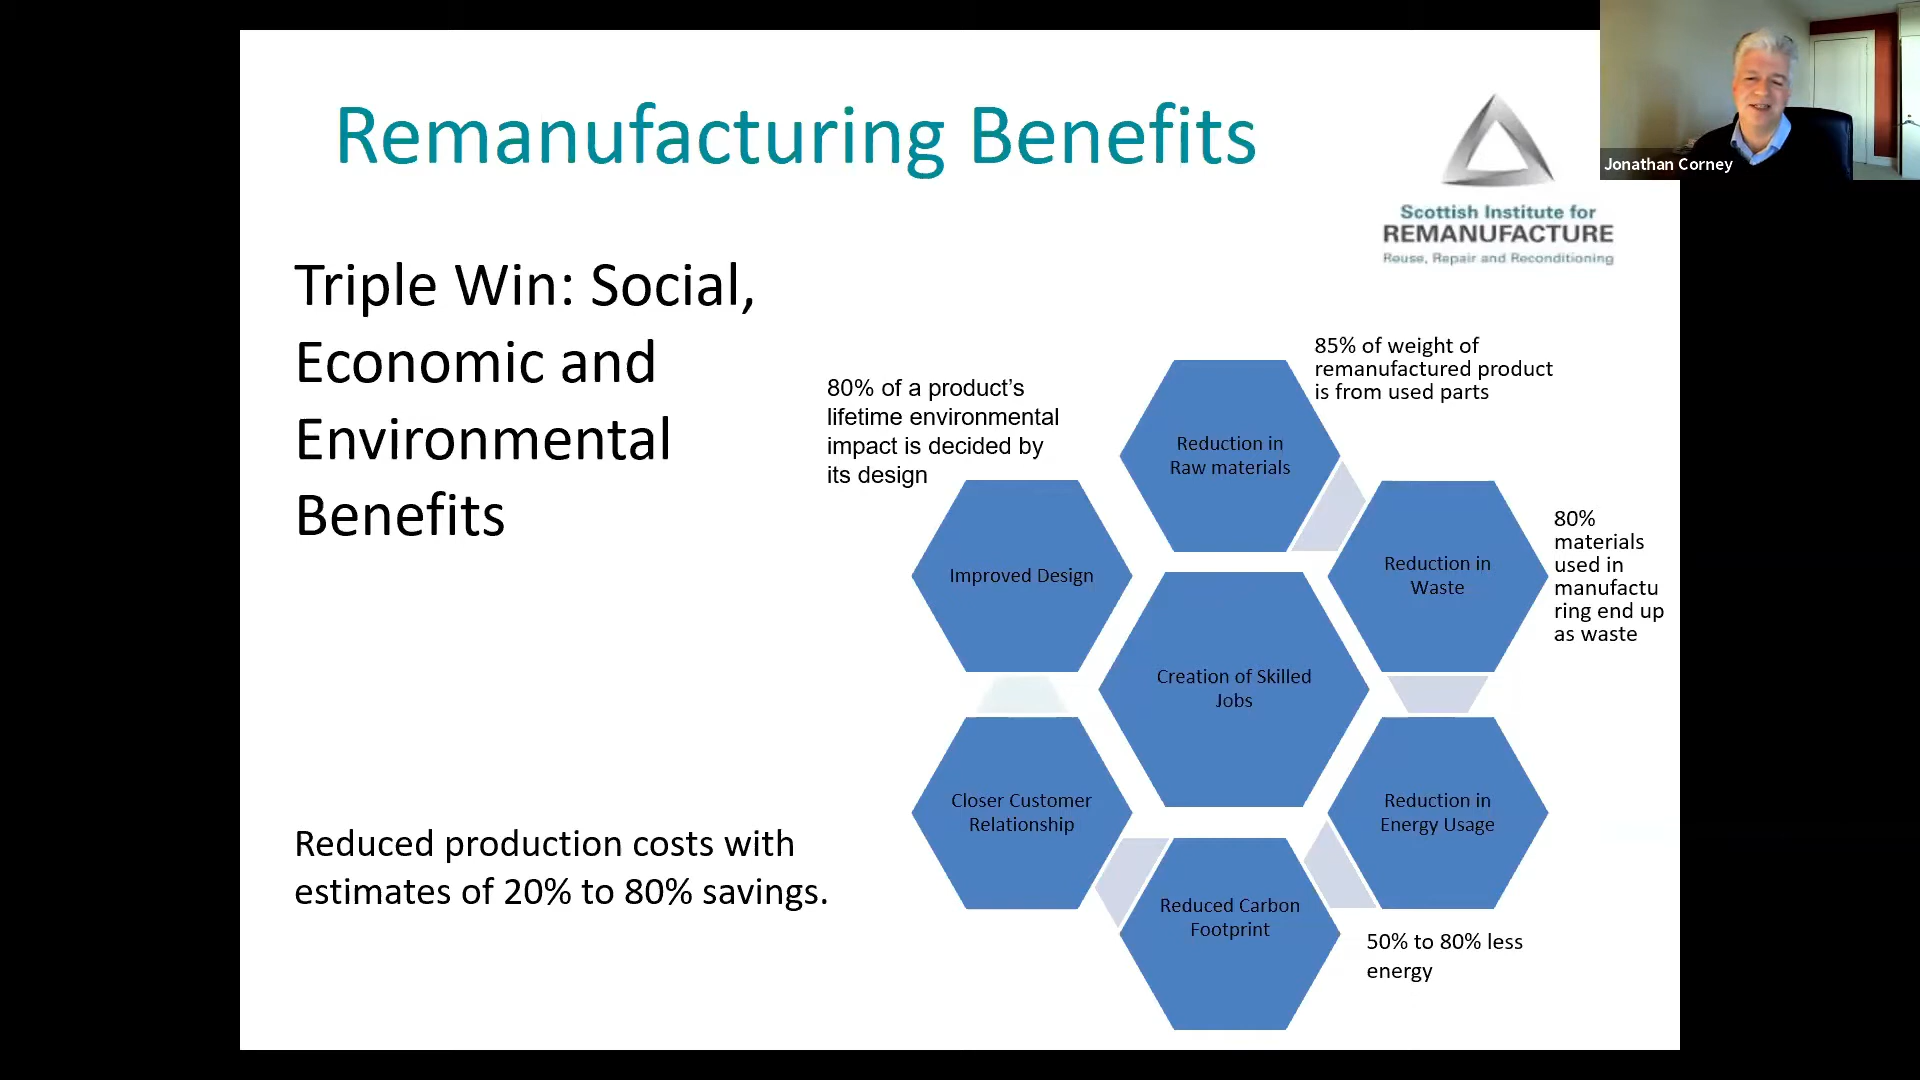 Remanufacturing Benefits
Jonathan Corney
Scottish Institute for
REMANUFACTURE
Reuse, Repair and Reconditioning
Triple Win: Social,
Economic and
Environmental
Benefits
80% of a product’s
lifetime environmental
impact is decided by
its design
85% of weight of
remanufactured product
is from used parts
Reduction in
Raw materials
80%
materials
used in
manufactu
ring end up
as waste
Improved Design
Reduction in
Waste
Creation of Skilled
Jobs
Closer Customer
Relationship
Reduction in
Energy Usage
Reduced Carbon
Footprint
50% to 80% less
energy
Reduced production costs with
estimates of 20% to 80% savings.